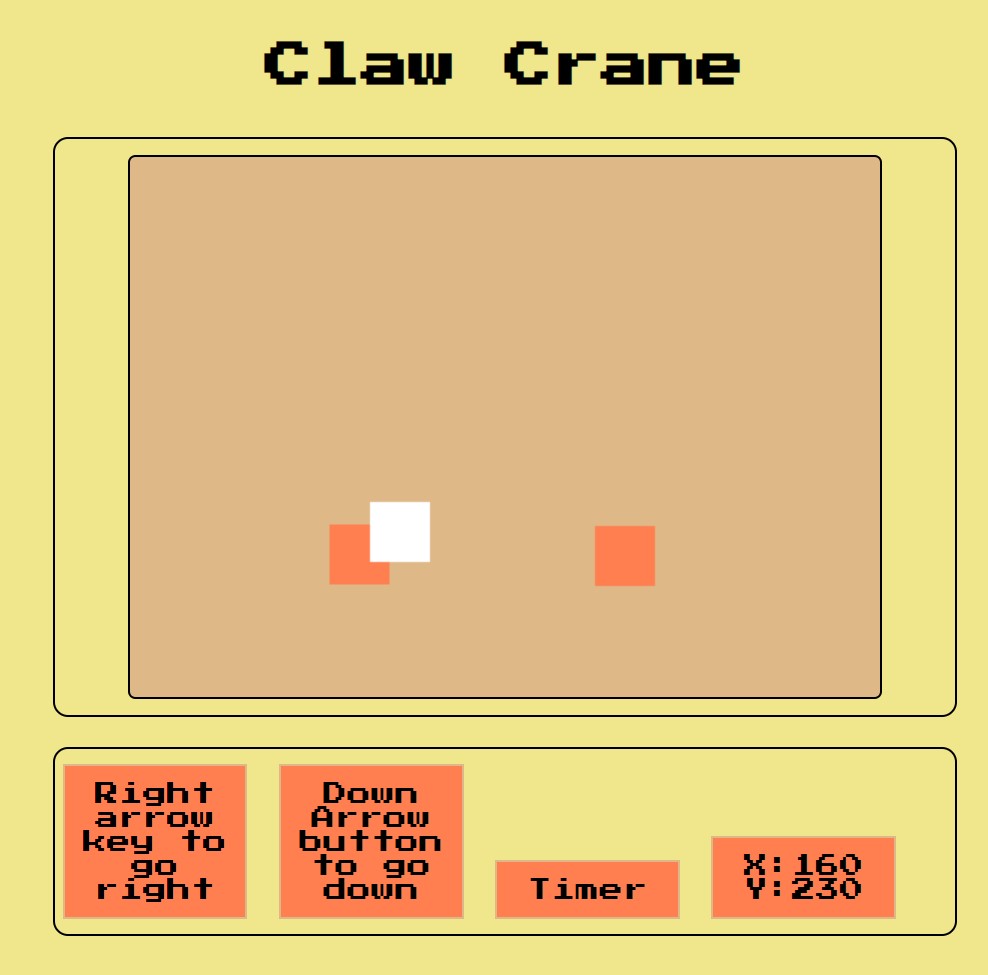 Claw Crane
Right
arrow
key to
go
right
Down
Arrow
button
to go
down
Timer
X:160
Y:230